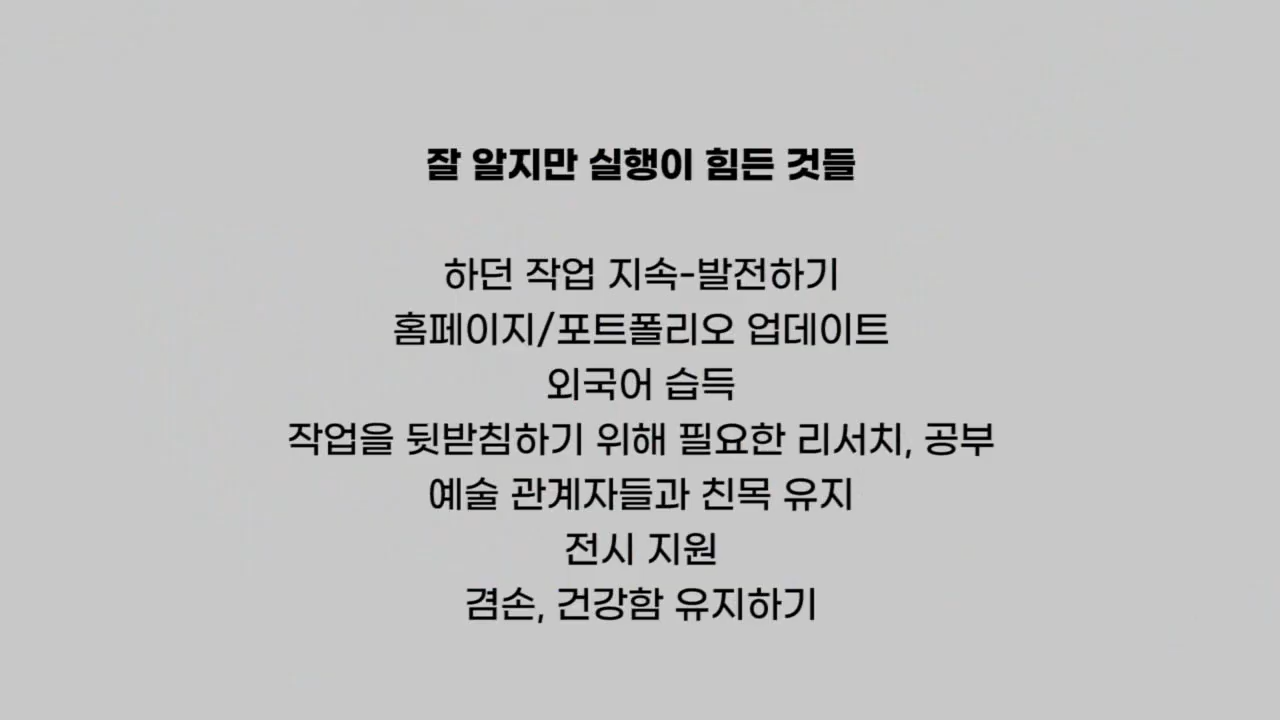 잘 알지만 실행이 힘든 것들
하던 작업 지속-발전하기
홈페이지/포트폴리오 업데이트
외국어 습득
작업을 뒷받침하기 위해 필요한 리서치, 공부
예술 관계자들과 친목 유지
전시 지원
겸손, 건강함 유지하기